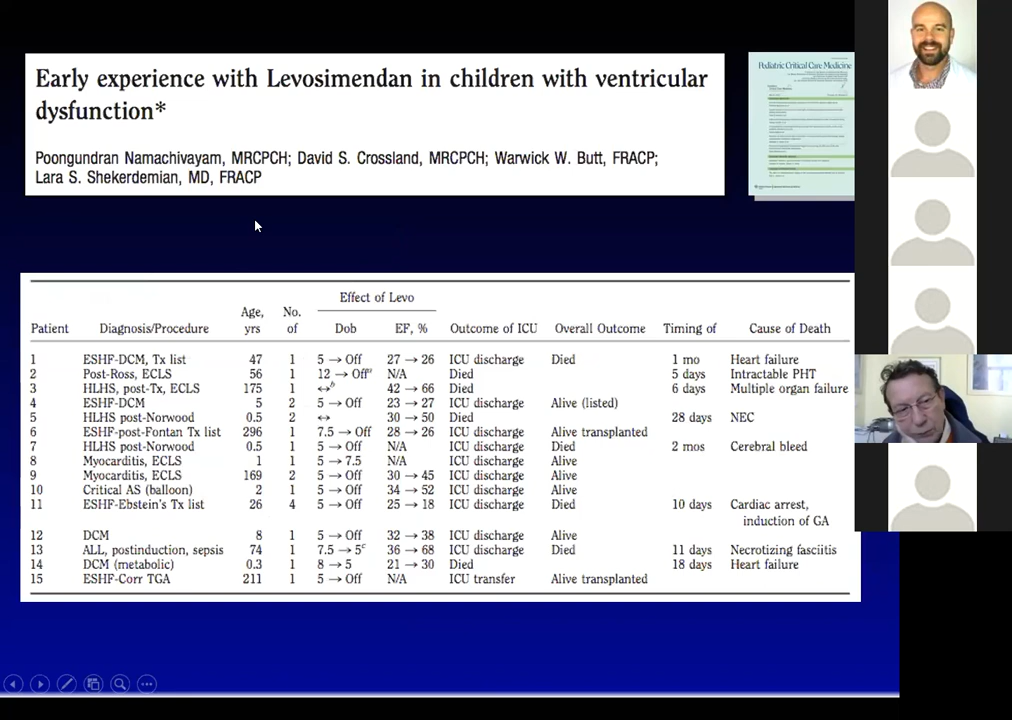 Early experience with Levosimendan in children with ventricular
dysfunction*
Poongundran Namachivayam, MRCPCH; David S. Crossland, MRCPCH; Warwick W. Butt, FRACP;
Lara S. Shekerdemian, MD, FRACP
Pediatric Critical Care Medicine
Effect of Levo
Age, No.
Patient Diagnosis/Procedure yrs of Dob EF, % Outcome of ICU Overall Outcome Timing of Cause of Death
1 ESHF-DCM, Tx list 47 1 5 → Off 27 → 26 ICU discharge Died 1 mo Heart failure
2 Post-Ross, ECLS 56 1 12 → Offᵃ N/A Died 5 days Intractable PHT
3 HLHS, post-Tx, ECLS 175 1 ↔ᵇ 42 → 66 Died 6 days Multiple organ failure
4 ESHF-DCM 5 2 5 → Off 23 → 27 ICU discharge Alive (listed)
5 HLHS post-Norwood 0.5 2 ↔ 30 → 50 Died 28 days NEC
6 ESHF-post-Fontan Tx list 296 1 7.5 → Off 28 → 26 ICU discharge Alive transplanted
7 HLHS post-Norwood 0.5 1 5 → Off N/A ICU discharge Died 2 mos Cerebral bleed
8 Myocarditis, ECLS 1 1 5 → 7.5 N/A ICU discharge Alive
9 Myocarditis, ECLS 169 2 5 → Off 30 → 45 ICU discharge Alive
10 Critical AS (balloon) 2 1 5 → Off 34 → 52 ICU discharge Alive
11 ESHF-Ebstein's Tx list 26 4 5 → Off 25 → 18 ICU discharge Died 10 days Cardiac arrest,
induction of GA
12 DCM 8 1 5 → Off 32 → 38 ICU discharge Alive
13 ALL, postinduction, sepsis 74 1 7.5 → 5ᶜ 36 → 68 ICU discharge Died 11 days Necrotizing fasciitis
14 DCM (metabolic) 0.3 1 8 → 5 21 → 30 Died 18 days Heart failure
15 ESHF-Corr TGA 211 1 5 → Off N/A ICU transfer Alive transplanted